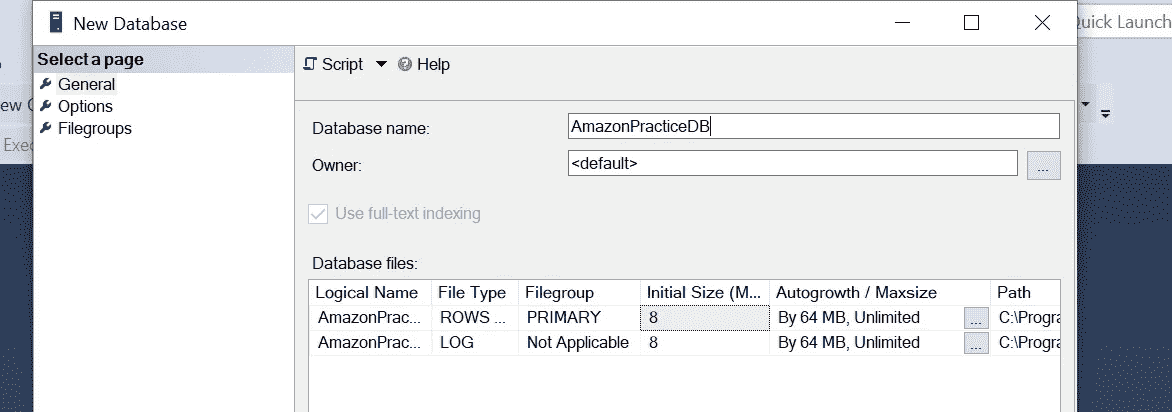 New Database
Quick Launch
Select a page
Script
Help
General
Options
Filegroups
Database name:
AmazonPracticeDB
Owner:
<default>
...
Use full-text indexing
Database files:
Logical Name File Type Filegroup Initial Size (M... Autogrowth / Maxsize Path
AmazonPrac... ROWS ... PRIMARY 8 By 64 MB, Unlimited ... C:\Progra
AmazonPrac... LOG Not Applicable 8 By 64 MB, Unlimited ... C:\Progra